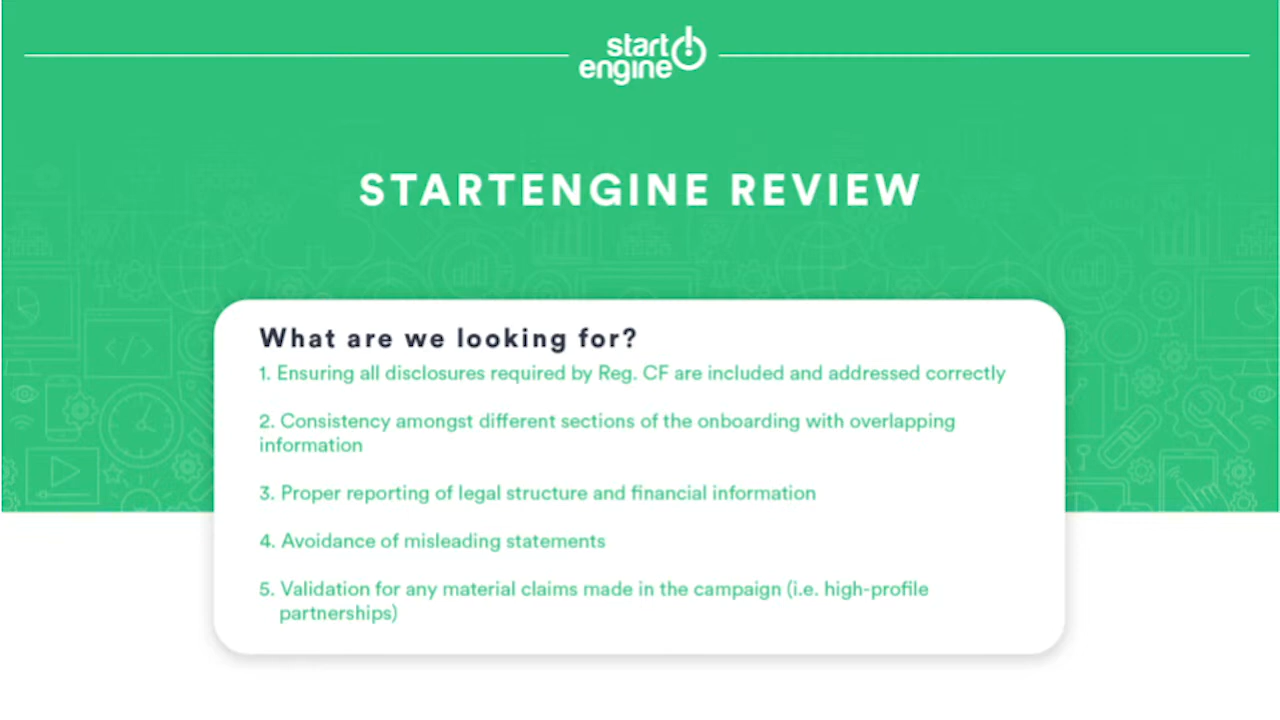 start
engine
STARTENGINE REVIEW
What are we looking for?
1. Ensuring all disclosures required by Reg. CF are included and addressed correctly
2. Consistency amongst different sections of the onboarding with overlapping
information
3. Proper reporting of legal structure and financial information
4. Avoidance of misleading statements
5. Validation for any material claims made in the campaign (i.e. high-profile
partnerships)